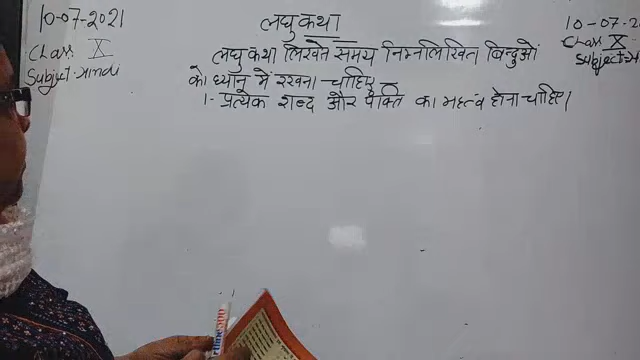 10-07-2021
Class X
Subject-Hindi
लघु कथा
10-07-2
Class X
Subject-H
लघु कथा लिखते समय निम्नलिखित बिन्दुओं
को ध्यान में रखना चाहिए
1- प्रत्येक शब्द और पंक्ति का महत्व होना चाहिए।